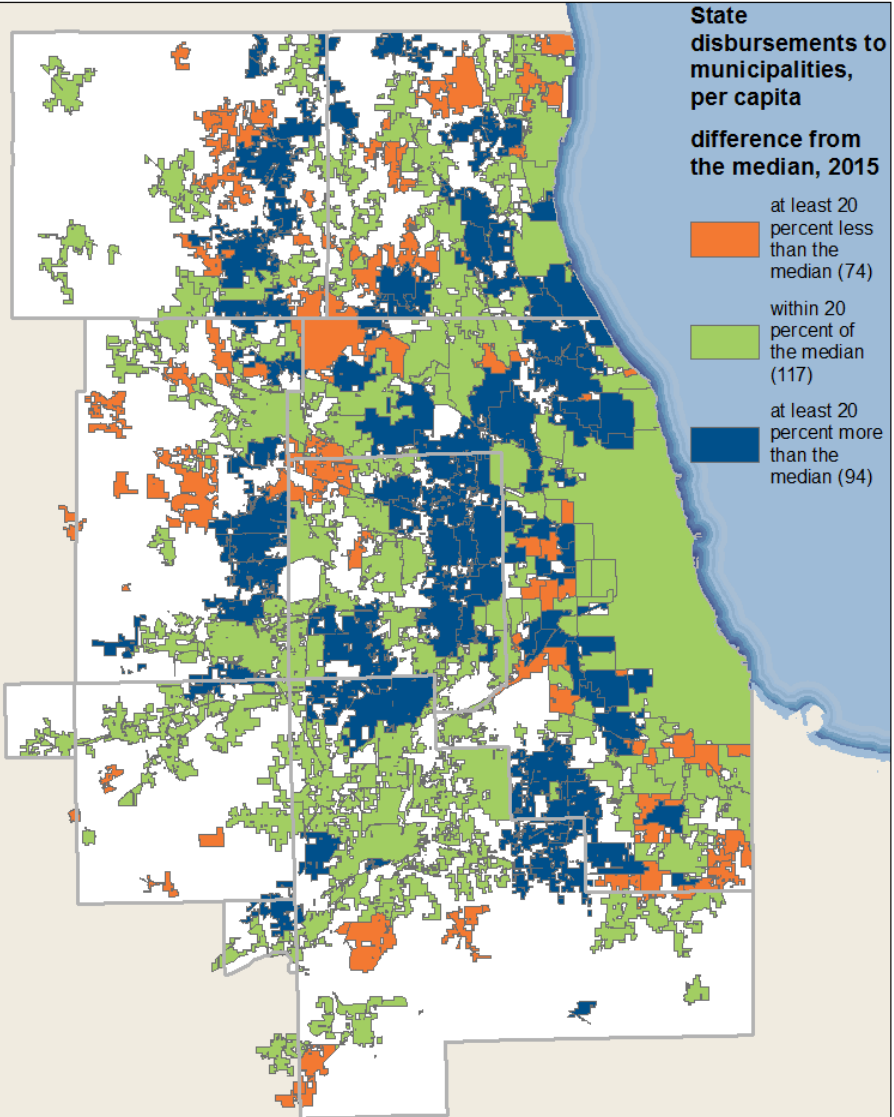 State
disbursements to
municipalities,
per capita
difference from
the median, 2015
at least 20
percent less
than the
median (74)
within 20
percent of
the median
(117)
at least 20
percent more
than the
median (94)